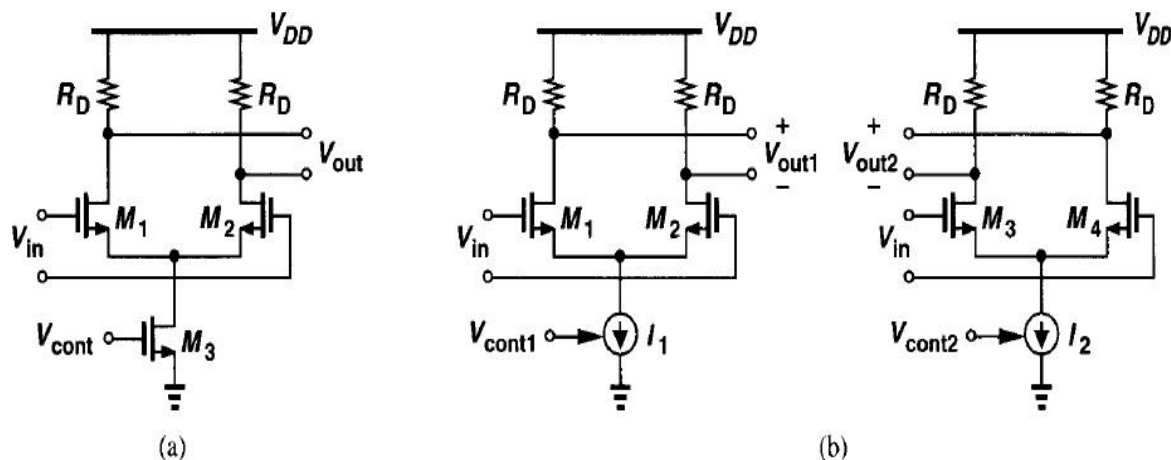 V_DD
R_D R_D
V_out
M_1 M_2
V_in
V_cont M_3
(a)
V_DD
R_D R_D
+
V_out1
−
M_1 M_2
V_in
V_cont1 I_1
V_DD
R_D R_D
+
V_out2
−
M_3 M_4
V_in
V_cont2 I_2
(b)